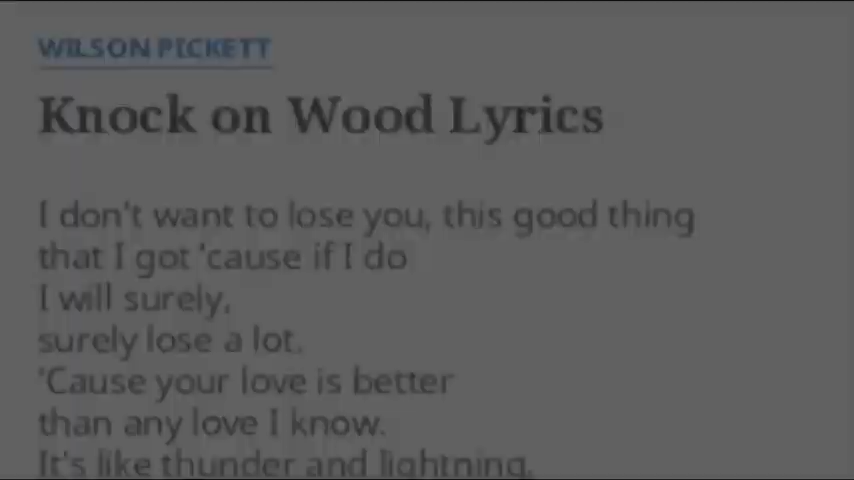 WILSON PICKETT
Knock on Wood Lyrics
I don't want to lose you, this good thing
that I got 'cause if I do
I will surely,
surely lose a lot.
'Cause your love is better
than any love I know.
It's like thunder and lightning,